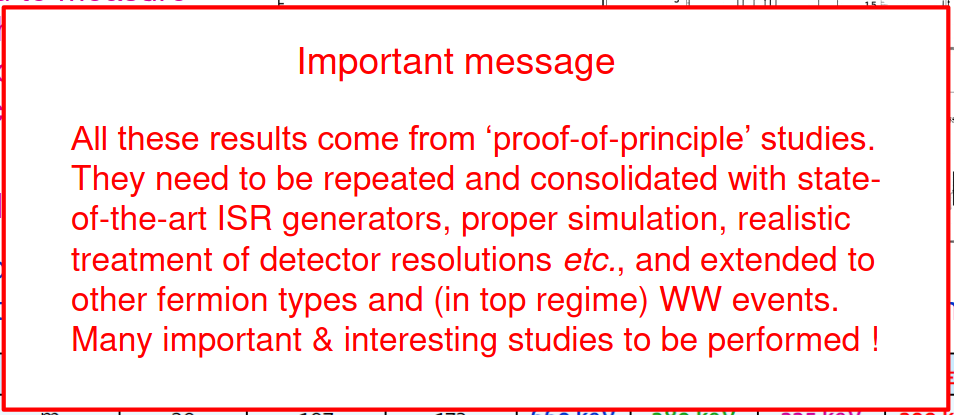 Important message
All these results come from ‘proof-of-principle’ studies.
They need to be repeated and consolidated with state-
of-the-art ISR generators, proper simulation, realistic
treatment of detector resolutions etc., and extended to
other fermion types and (in top regime) WW events.
Many important & interesting studies to be performed !